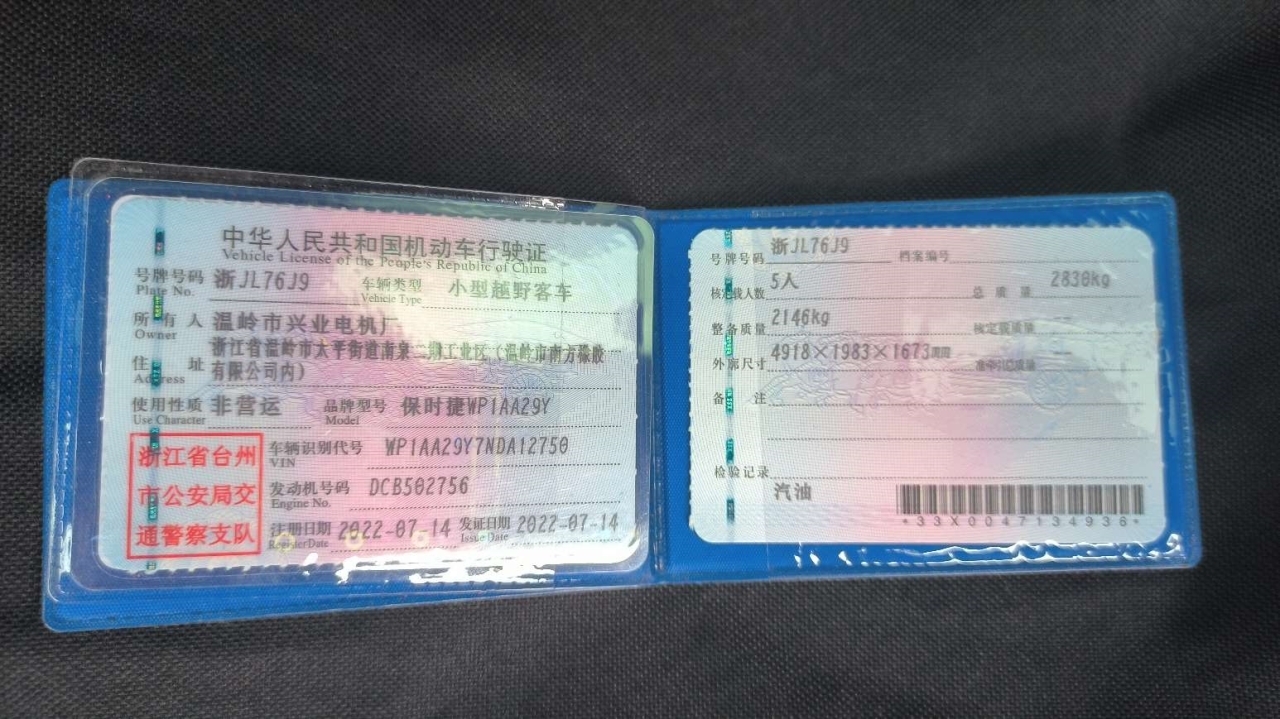 中华人民共和国机动车行驶证
Vehicle License of the People's Republic of China
号牌号码 浙JL76J9 车辆类型 小型越野客车
Plate No. Vehicle Type
所有人 温岭市兴业电机厂
Owner
浙江省温岭市太平街道南泉二期工业区(温岭市南方橡胶
住址 有限公司内)
Address
使用性质 非营运 品牌型号 保时捷WP1AA29Y
Use Character Model
浙江省台州
市公安局交
通警察支队
车辆识别代号 WP1AA29Y7NDA12750
VIN
发动机号码 DCB502756
Engine No.
注册日期 2022-07-14 发证日期 2022-07-14
Register Date Issue Date
号牌号码 浙JL76J9 档案编号
核定载人数 5人 总质量 2830kg
整备质量 2146kg 核定载质量 --
外廓尺寸 4918×1983×1673 --
备注
检验记录
汽油
*33X0047134936*